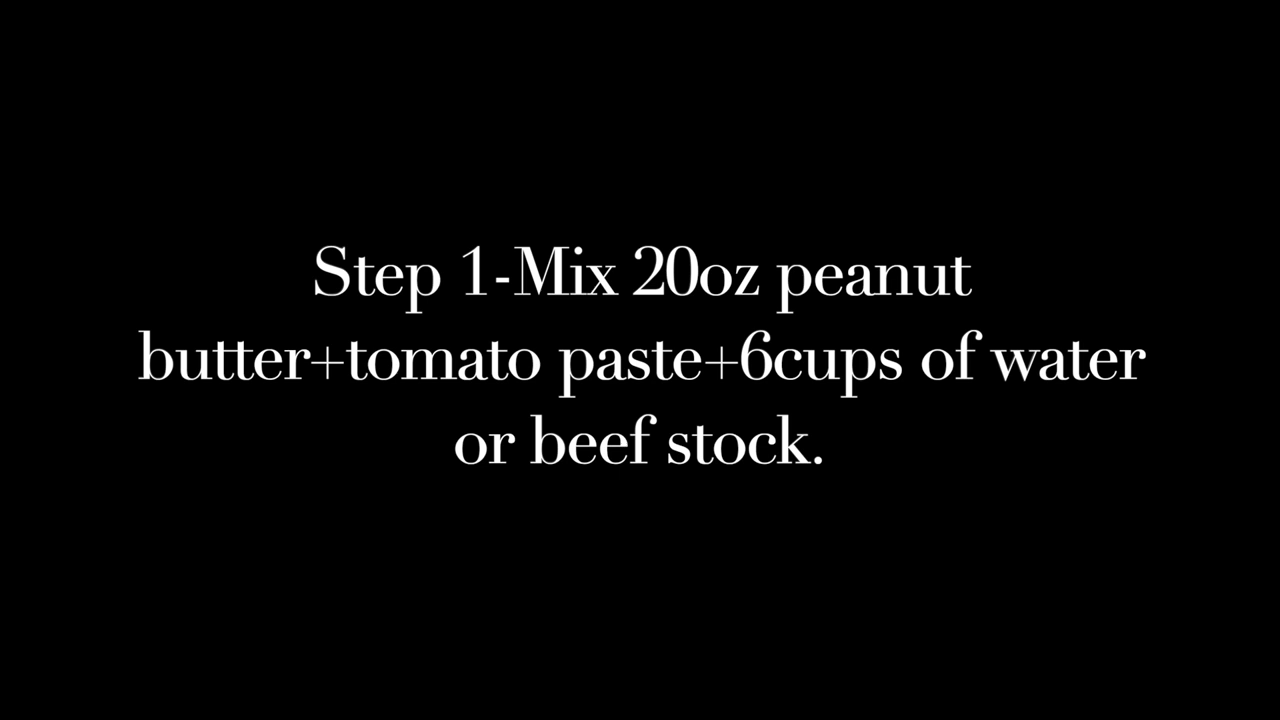 Step 1-Mix 20oz peanut
butter+tomato paste+6cups of water
or beef stock.